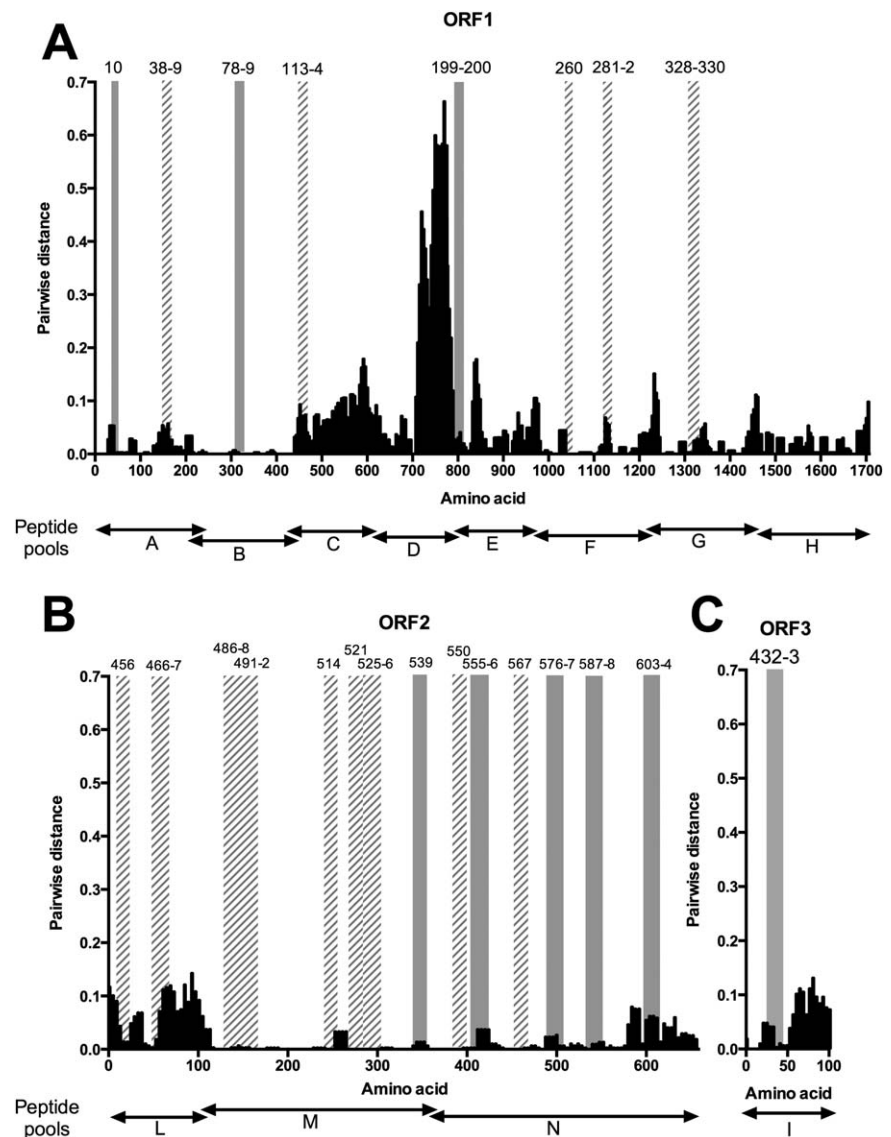 ORF1
A
10 38-9 78-9 113-4 199-200 260 281-2 328-330
0.7
0.6
0.5
0.4
0.3
0.2
0.1
0.0
Pairwise distance
0 100 200 300 400 500 600 700 800 900 1000 1100 1200 1300 1400 1500 1600 1700
Amino acid
Peptide pools
A B C D E F G H
B
ORF2
456 466-7 486-8 491-2 514 521 525-6 539 550 555-6 567 576-7 587-8 603-4
0.7
0.6
0.5
0.4
0.3
0.2
0.1
0.0
Pairwise distance
0 100 200 300 400 500 600
Amino acid
Peptide pools
L M N
C
ORF3
432-3
0.7
0.6
0.5
0.4
0.3
0.2
0.1
0.0
Pairwise distance
0 50 100
Amino acid
I